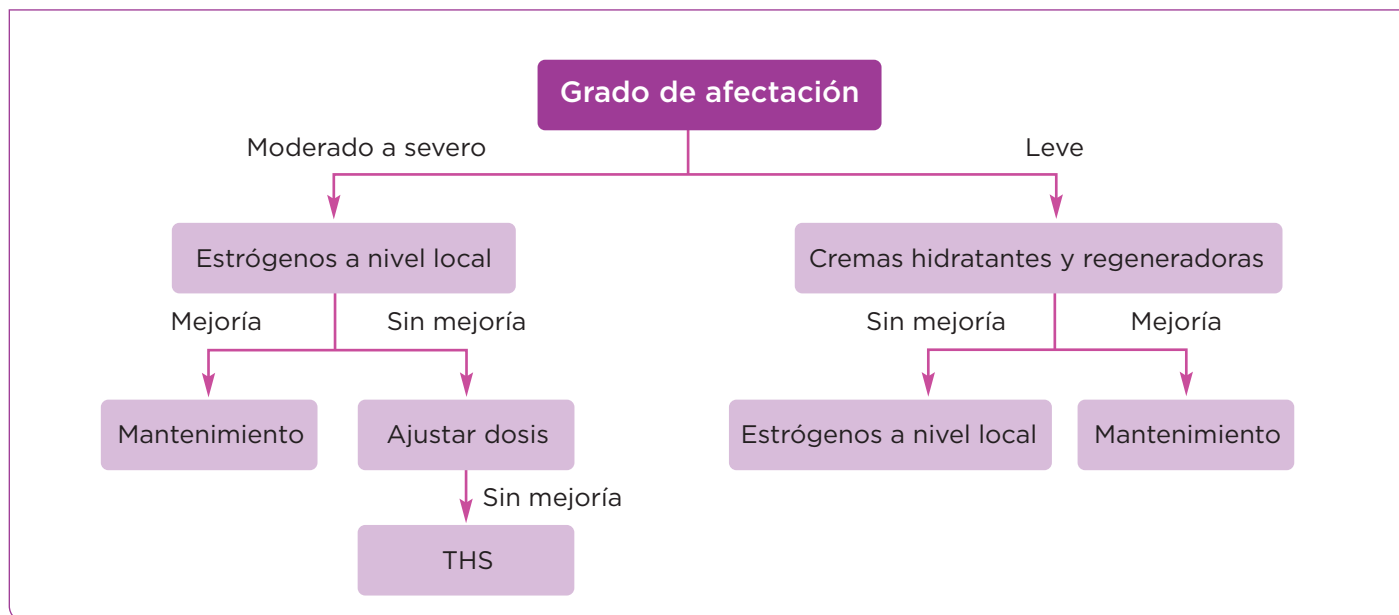 Grado de afectación
Moderado a severo
Leve
Estrógenos a nivel local
Cremas hidratantes y regeneradoras
Mejoría
Sin mejoría
Sin mejoría
Mejoría
Mantenimiento
Ajustar dosis
Estrógenos a nivel local
Mantenimiento
Sin mejoría
THS